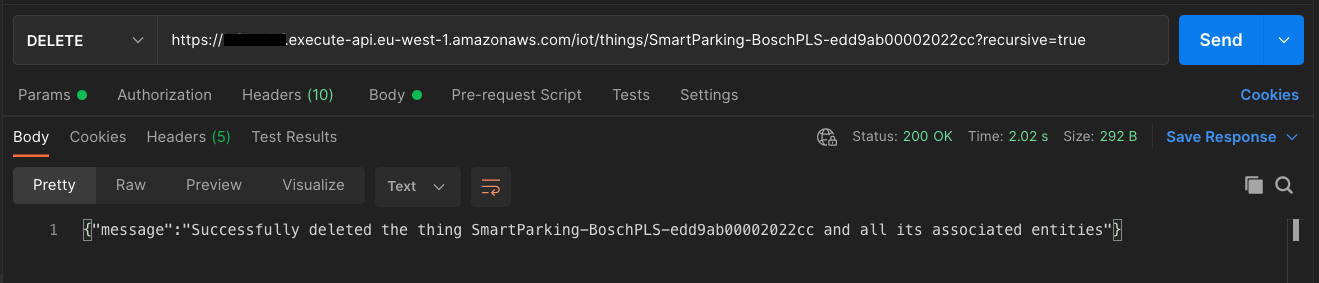 DELETE https:// .execute-api.eu-west-1.amazonaws.com/iot/things/SmartParking-BoschPLS-edd9ab00002022cc?recursive=true Send
Params Authorization Headers (10) Body Pre-request Script Tests Settings Cookies
Body Cookies Headers (5) Test Results Status: 200 OK Time: 2.02 s Size: 292 B Save Response
Pretty Raw Preview Visualize Text
1 {"message":"Successfully deleted the thing SmartParking-BoschPLS-edd9ab00002022cc and all its associated entities"}